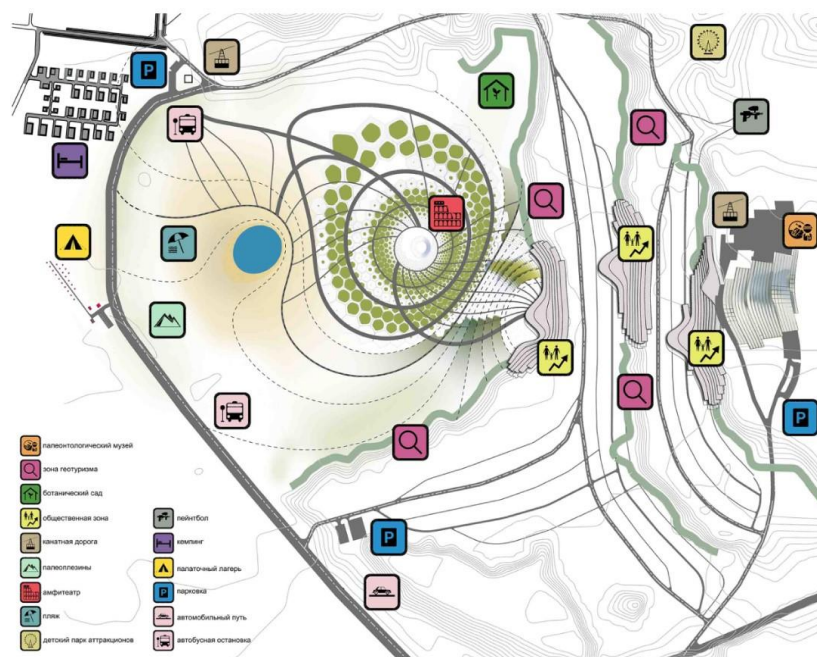 палеонтологический музей
зона геотуризма
ботанический сад
общественная зона
канатная дорога
палеоплезины
амфитеатр
пляж
детский парк аттракционов
пейнтбол
кемпинг
палаточный лагерь
парковка
автомобильный путь
автобусная остановка